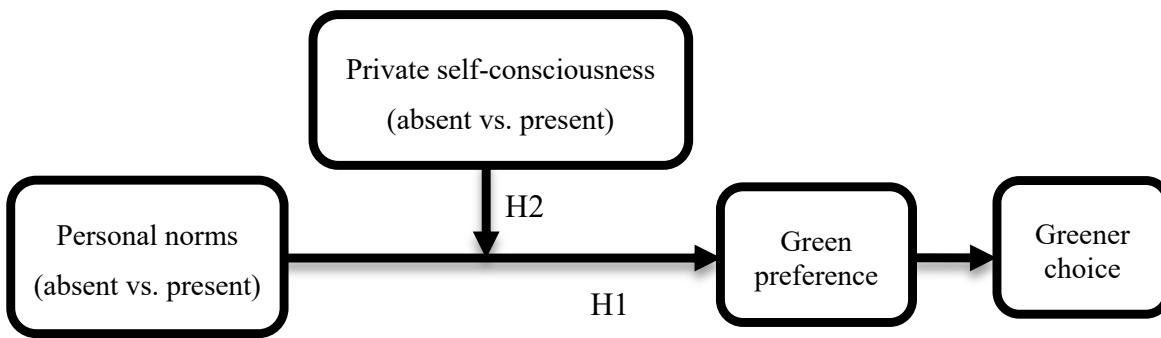 Private self-consciousness
(absent vs. present)
H2
Personal norms
(absent vs. present)
Green
preference
Greener
choice
H1